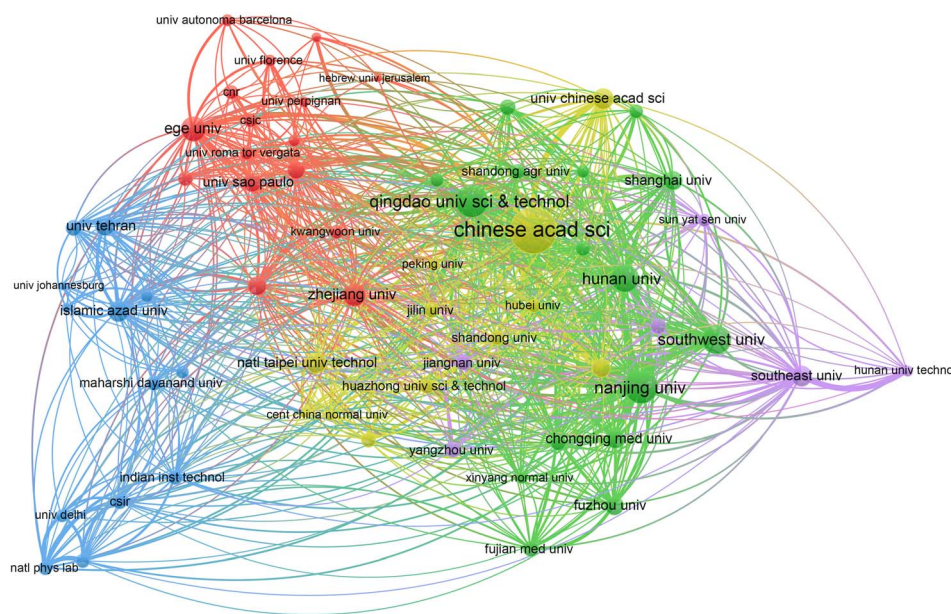 univ autonoma barcelona
univ florence
hebrew univ jerusalem
cnr
univ perpignan
univ chinese acad sci
csic
ege univ
univ roma tor vergata
shandong agr univ
univ sao paulo
shanghai univ
qingdao univ sci & technol
sun yat sen univ
univ tehran
kwangwoon univ
chinese acad sci
peking univ
hunan univ
univ johannesburg
zhejiang univ
islamic azad univ
jilin univ
hubei univ
shandong univ
southwest univ
natl taipei univ technol
jiangnan univ
hunan univ techno
southeast univ
maharshi dayanand univ
huazhong univ sci & technol
nanjing univ
cent china normal univ
chongqing med univ
yangzhou univ
indian inst technol
xinyang normal univ
csir
fuzhou univ
univ delhi
fujian med univ
natl phys lab